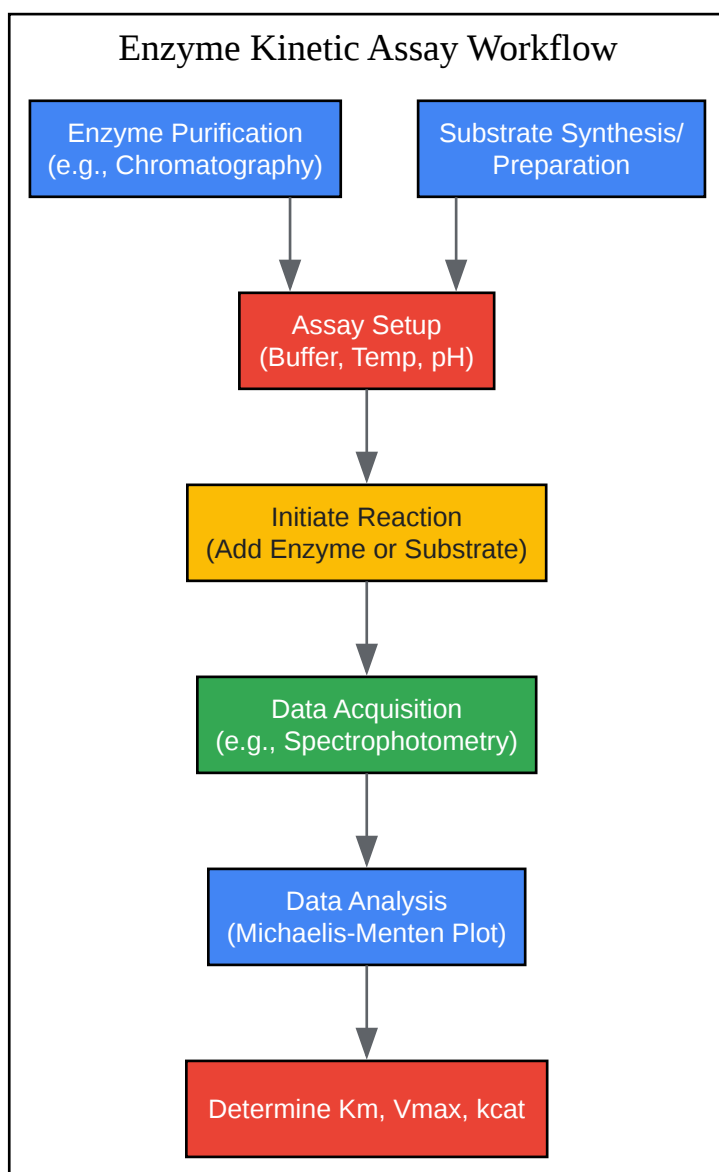 Enzyme Kinetic Assay Workflow
Enzyme Purification
(e.g., Chromatography)
Substrate Synthesis/
Preparation
Assay Setup
(Buffer, Temp, pH)
Initiate Reaction
(Add Enzyme or Substrate)
Data Acquisition
(e.g., Spectrophotometry)
Data Analysis
(Michaelis-Menten Plot)
Determine Km, Vmax, kcat